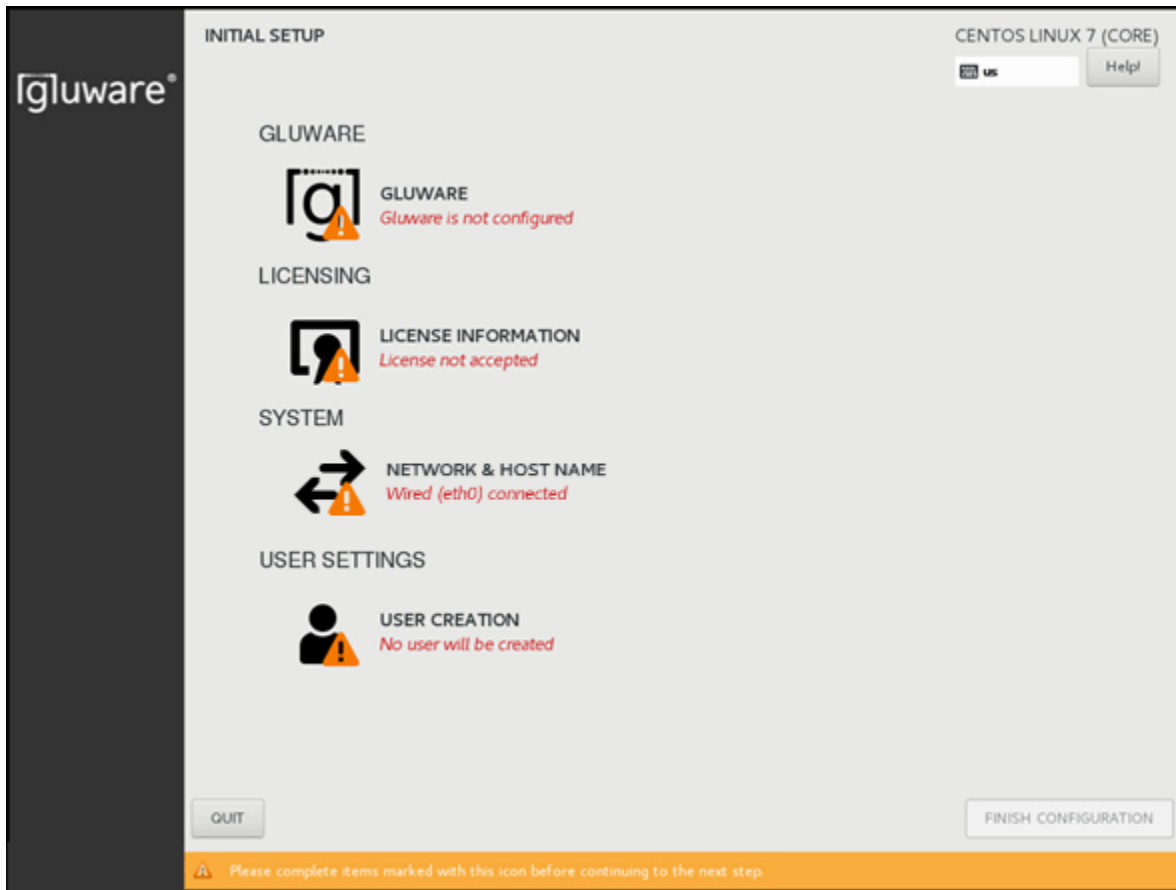 gluware®
INITIAL SETUP
CENTOS LINUX 7 (CORE)
us
Help!
GLUWARE
g
GLUWARE
Gluware is not configured
LICENSING
LICENSE INFORMATION
License not accepted
SYSTEM
NETWORK & HOST NAME
Wired (eth0) connected
USER SETTINGS
USER CREATION
No user will be created
QUIT
FINISH CONFIGURATION
Please complete items marked with this icon before continuing to the next step.